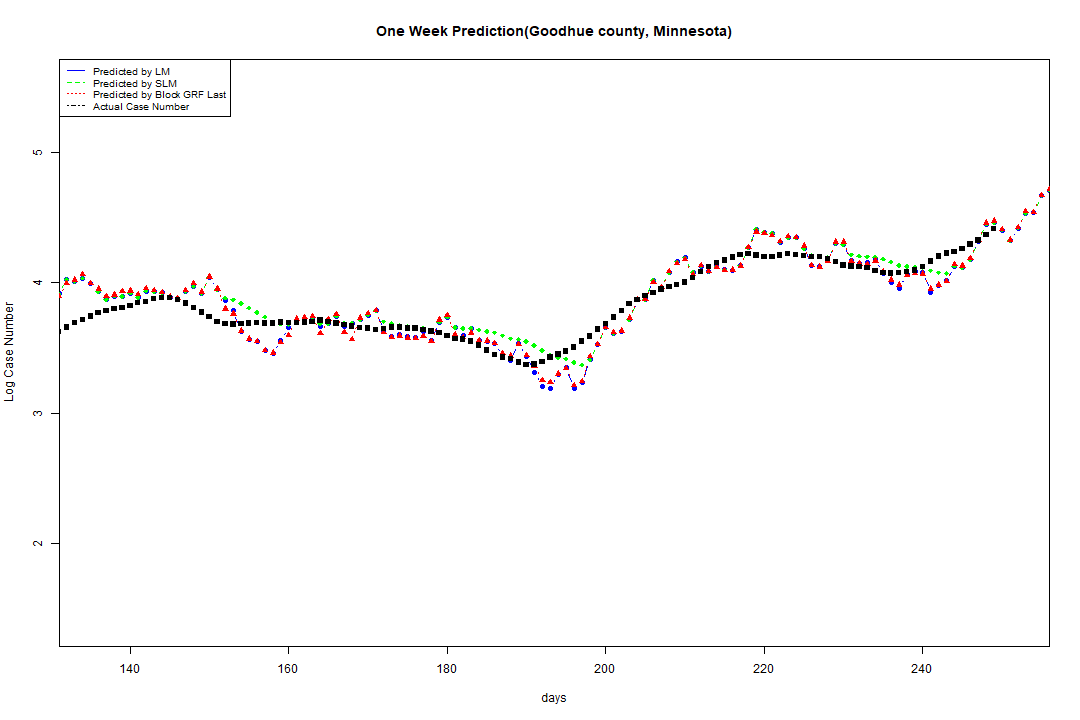 One Week Prediction(Goodhue county, Minnesota)
Predicted by LM
Predicted by SLM
Predicted by Block GRF Last
Actual Case Number
5
4
3
2
Log Case Number
140 160 180 200 220 240
days